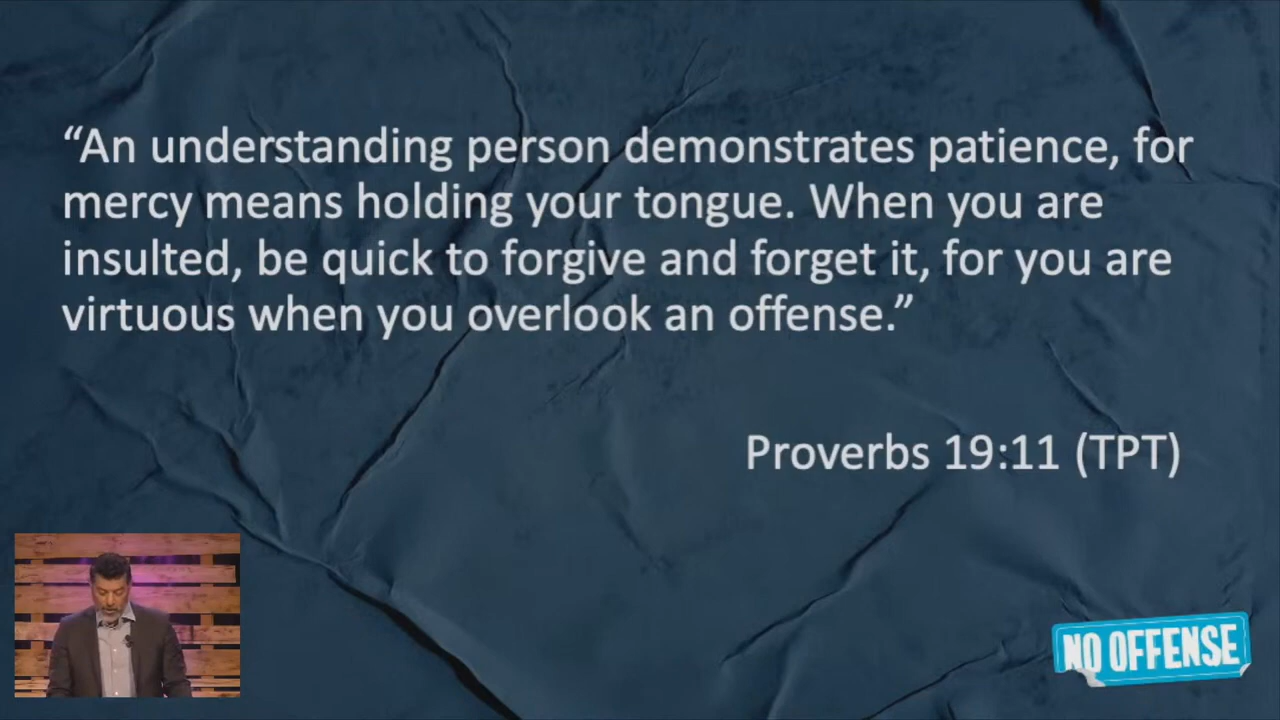 “An understanding person demonstrates patience, for
mercy means holding your tongue. When you are
insulted, be quick to forgive and forget it, for you are
virtuous when you overlook an offense.”
Proverbs 19:11 (TPT)
NO OFFENSE